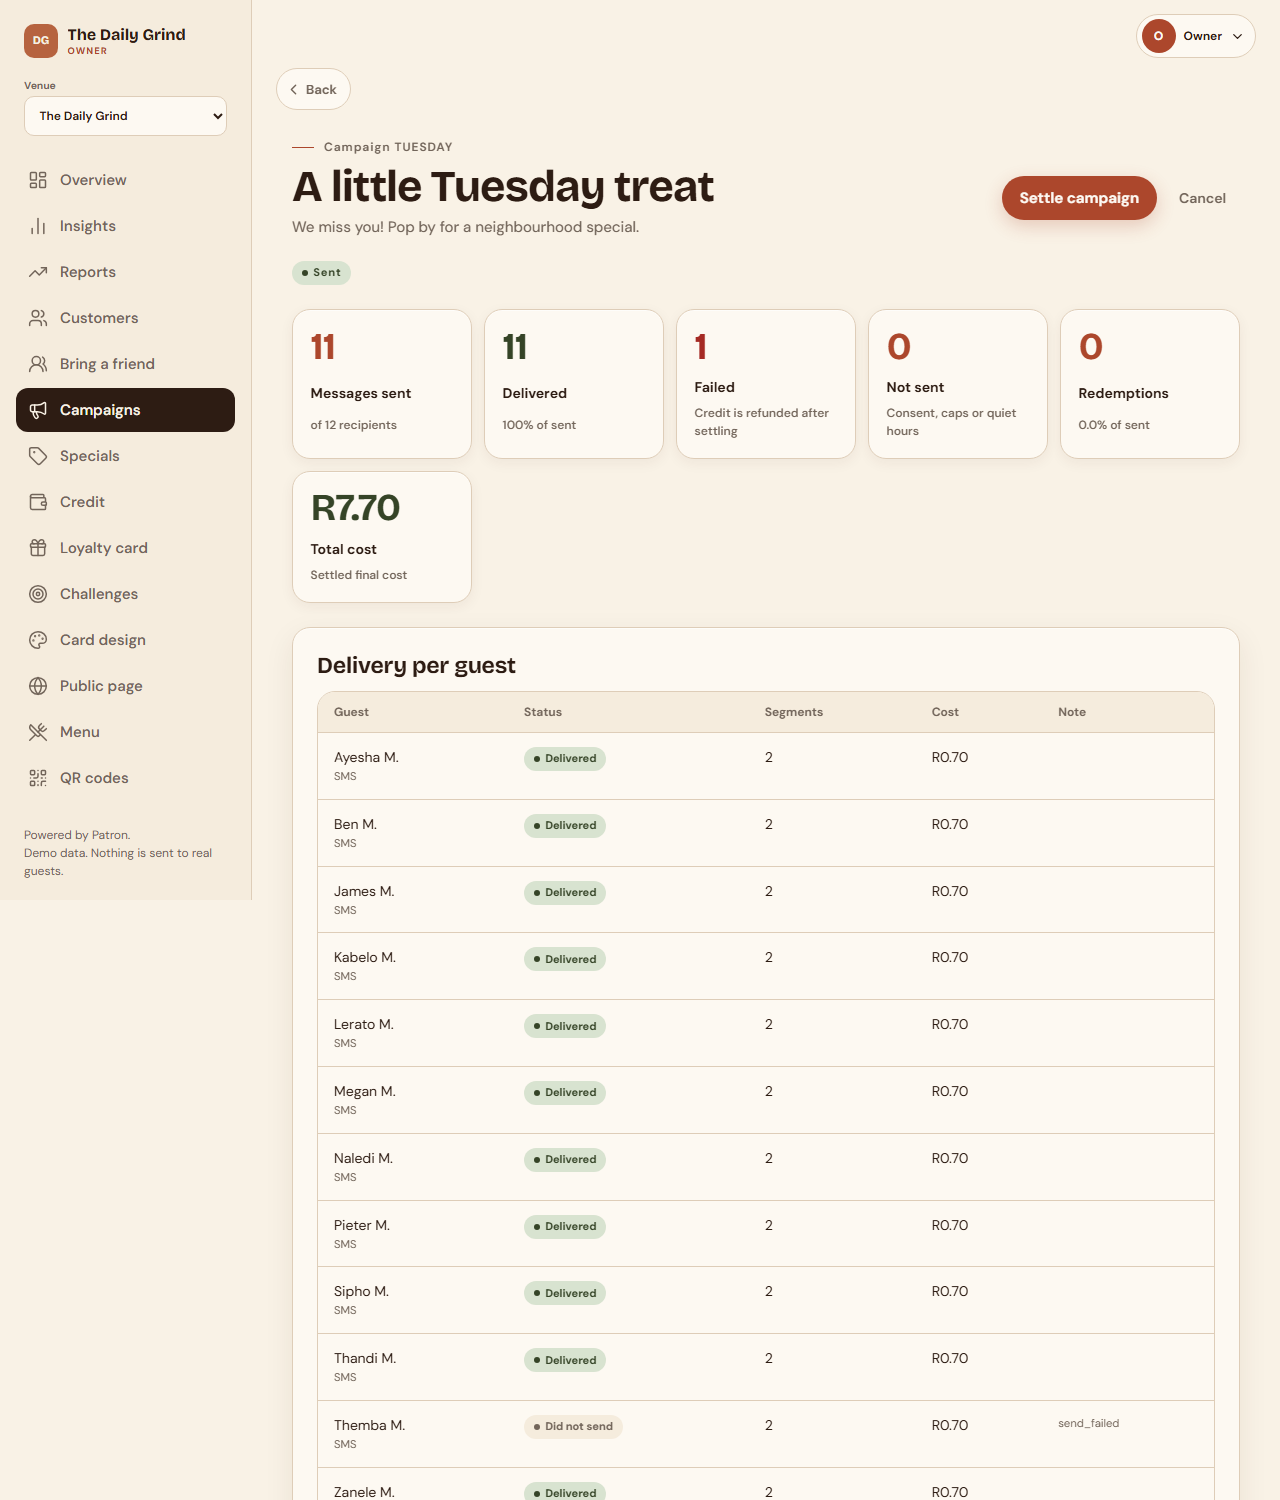 DG
The Daily Grind
OWNER
Venue
The Daily Grind
Overview
Insights
Reports
Customers
Bring a friend
Campaigns
Specials
Credit
Loyalty card
Challenges
Card design
Public page
Menu
QR codes
Powered by Patron.
Demo data. Nothing is sent to real
guests.
O
Owner
Back
Campaign TUESDAY
A little Tuesday treat
We miss you! Pop by for a neighbourhood special.
Settle campaign
Cancel
Sent
11
Messages sent
of 12 recipients
11
Delivered
100% of sent
1
Failed
Credit is refunded after
settling
0
Not sent
Consent, caps or quiet
hours
0
Redemptions
0.0% of sent
R7.70
Total cost
Settled final cost
Delivery per guest
Guest Status Segments Cost Note
Ayesha M. Delivered 2 R0.70
SMS
Ben M. Delivered 2 R0.70
SMS
James M. Delivered 2 R0.70
SMS
Kabelo M. Delivered 2 R0.70
SMS
Lerato M. Delivered 2 R0.70
SMS
Megan M. Delivered 2 R0.70
SMS
Naledi M. Delivered 2 R0.70
SMS
Pieter M. Delivered 2 R0.70
SMS
Sipho M. Delivered 2 R0.70
SMS
Thandi M. Delivered 2 R0.70
SMS
Themba M. Did not send 2 R0.70 send_failed
SMS
Zanele M. Delivered 2 R0.70